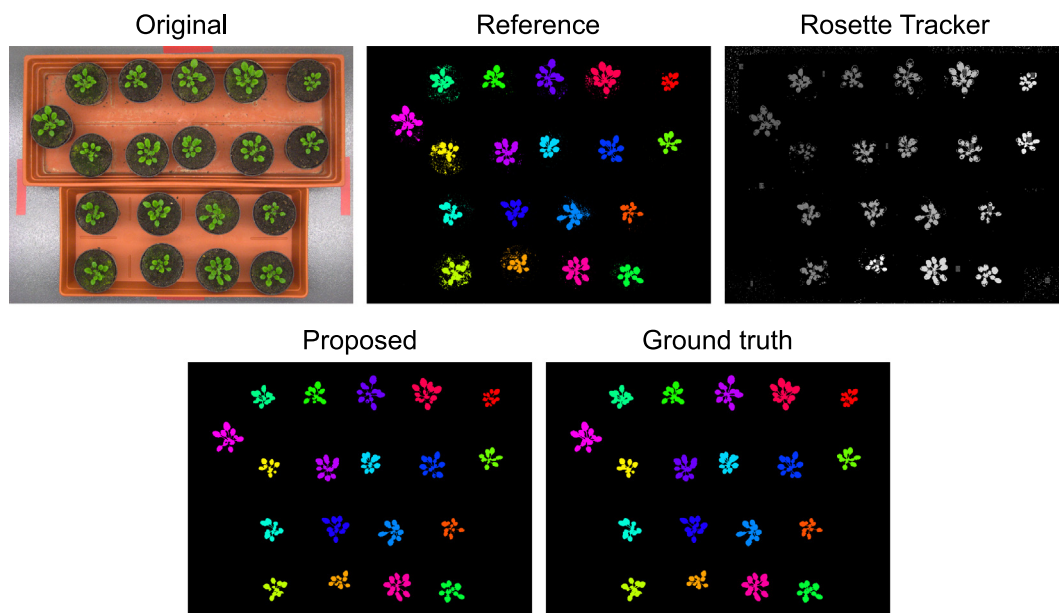 Original
Reference
Rosette Tracker
Proposed
Ground truth